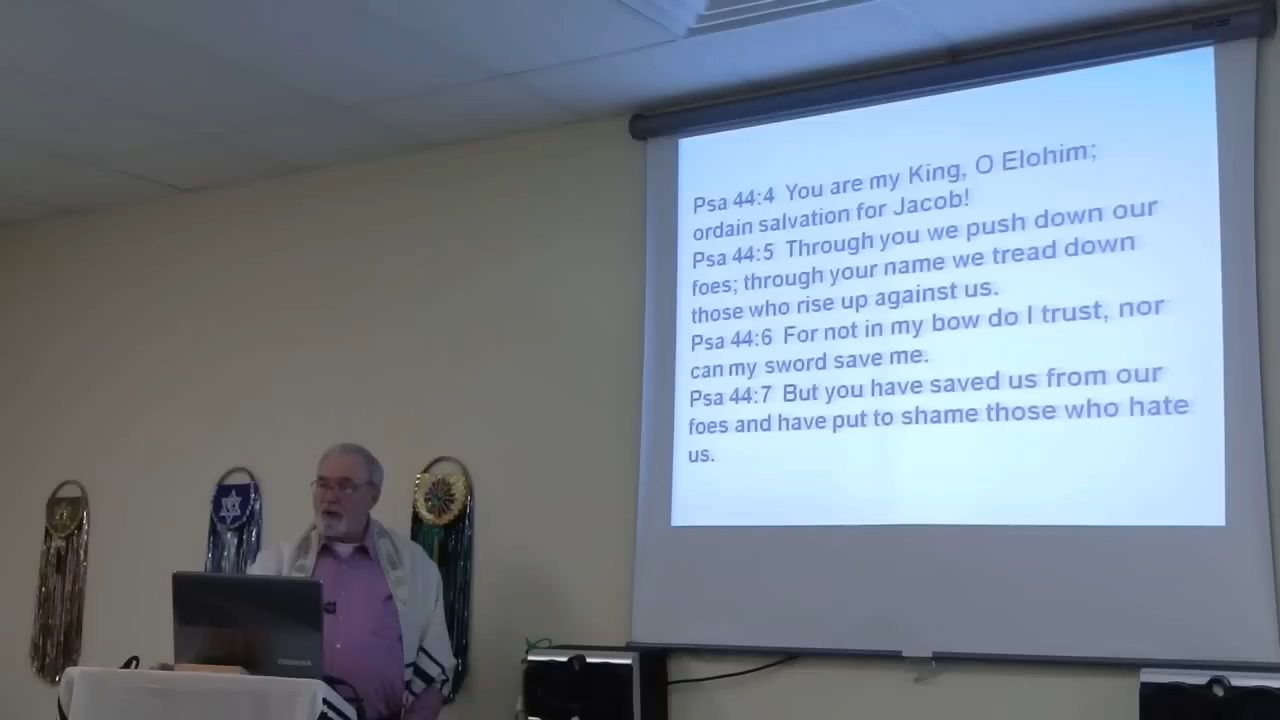 Psa 44:4 You are my King, O Elohim;
ordain salvation for Jacob!
Psa 44:5 Through you we push down our
foes; through your name we tread down
those who rise up against us.
Psa 44:6 For not in my bow do I trust, nor
can my sword save me.
Psa 44:7 But you have saved us from our
foes and have put to shame those who hate
us.
TOSHIBA